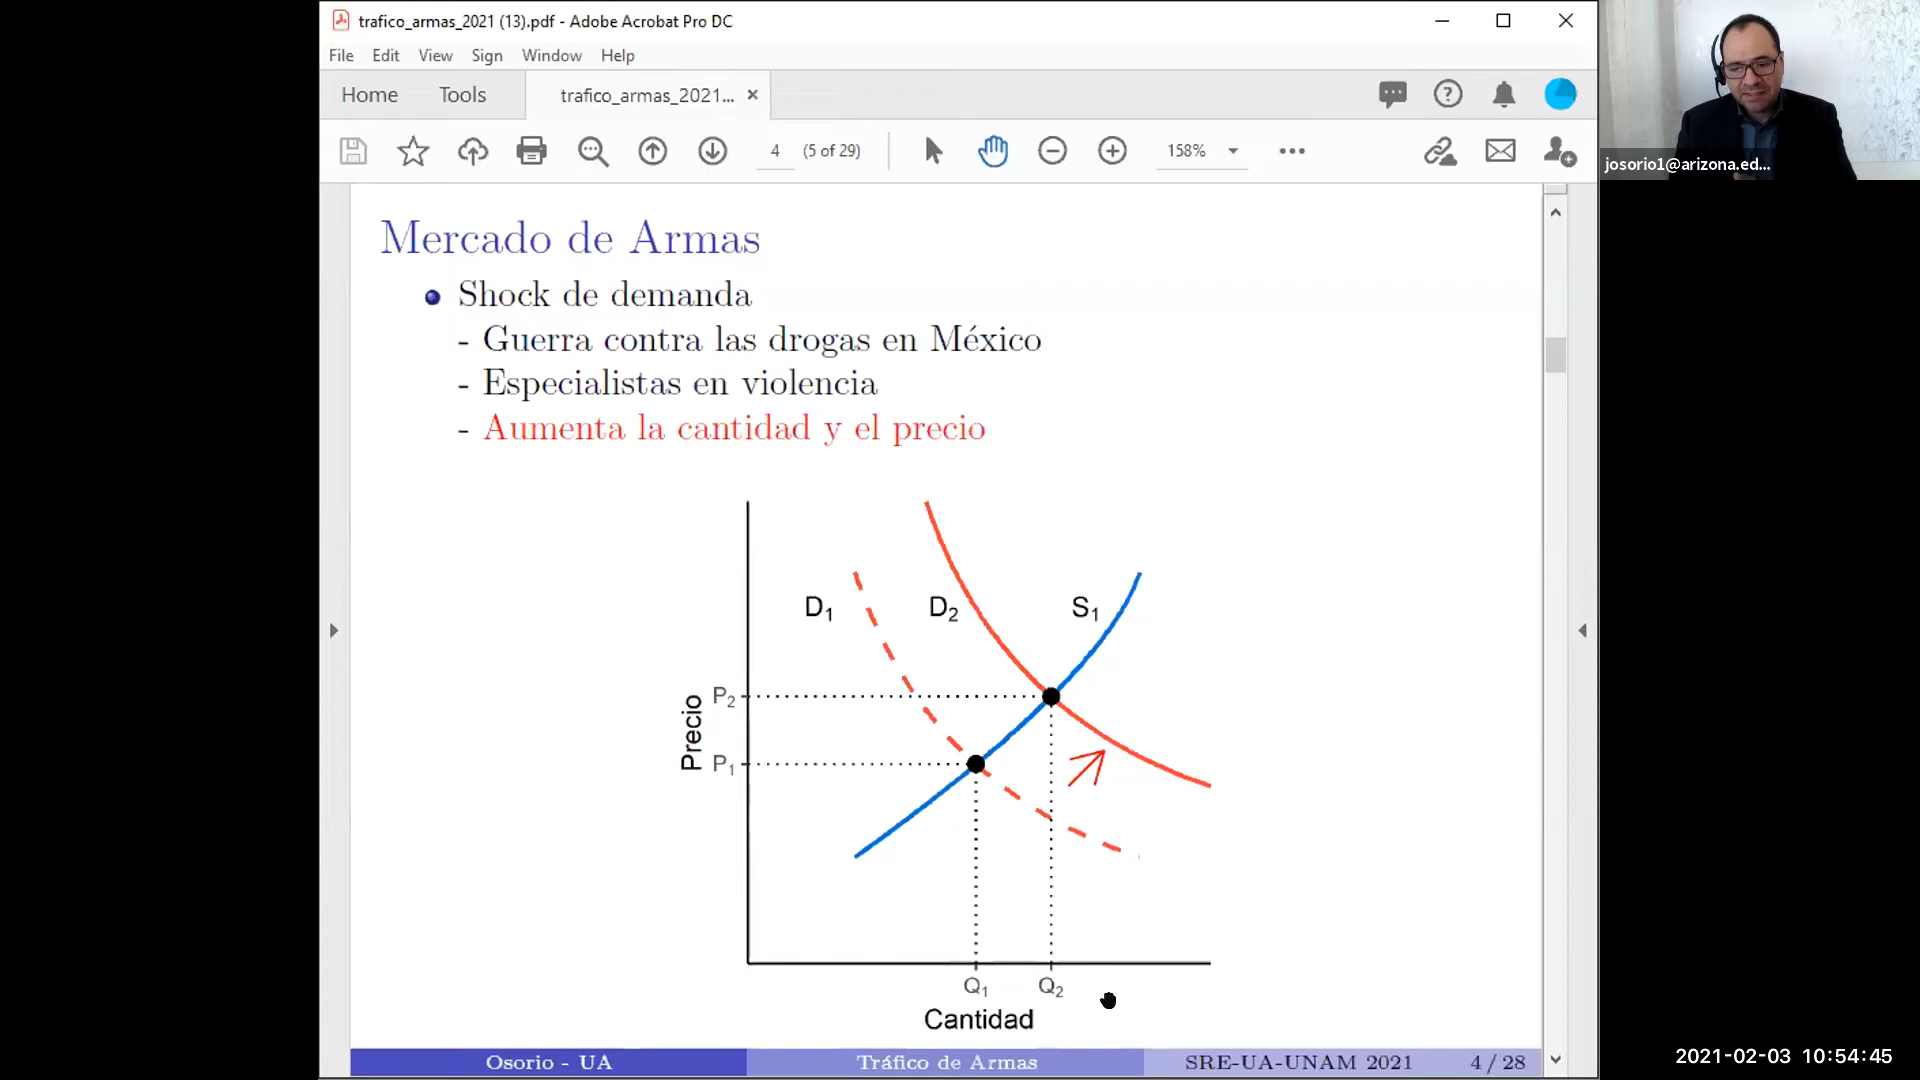 trafico_armas_2021 (13).pdf - Adobe Acrobat Pro DC
File Edit View Sign Window Help
Home Tools trafico_armas_2021...
4 (5 of 29) 158%
josorio1@arizona.ed...
Mercado de Armas
Shock de demanda
- Guerra contra las drogas en México
- Especialistas en violencia
- Aumenta la cantidad y el precio
D1 D2 S1
P2
Precio
P1
Q1 Q2
Cantidad
Osorio - UA Tráfico de Armas SRE-UA-UNAM 2021 4 / 28
2021-02-03 10:54:45